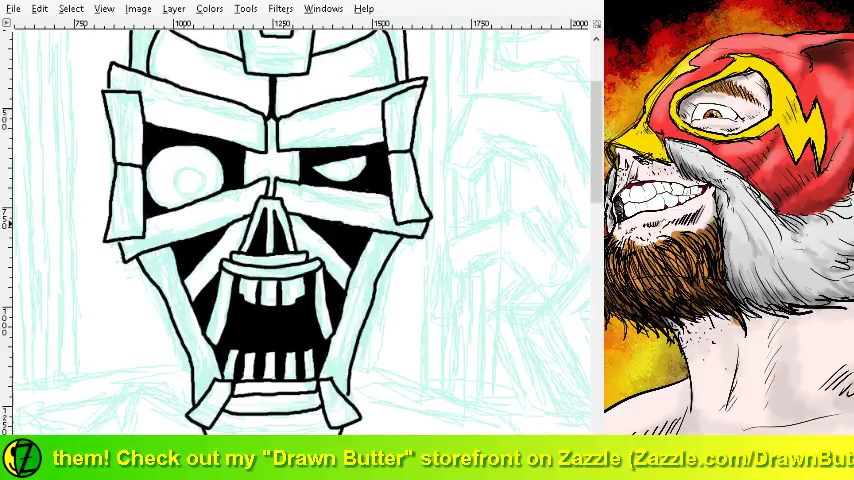 File Edit Select View Image Layer Colors Tools Filters Windows Help
750 1000 1250 1500 1750 2000
them! Check out my "Drawn Butter" storefront on Zazzle (Zazzle.com/DrawnBut